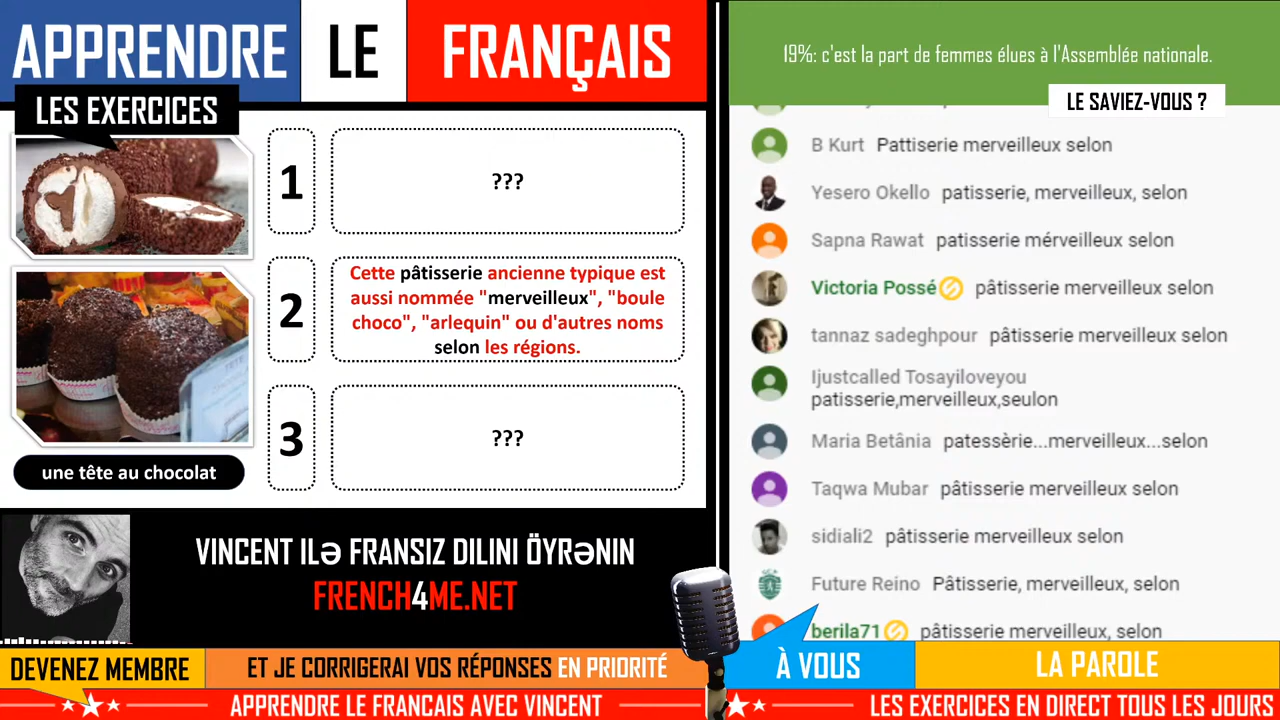 APPRENDRE LE FRANÇAIS
LES EXERCICES
1
???
2
Cette pâtisserie ancienne typique est
aussi nommée "merveilleux", "boule
choco", "arlequin" ou d'autres noms
selon les régions.
3
???
une tête au chocolat
VINCENT ILƏ FRANSIZ DILINI ÖYRƏNIN
FRENCH4ME.NET
DEVENEZ MEMBRE
ET JE CORRIGERAI VOS RÉPONSES EN PRIORITÉ
APPRENDRE LE FRANCAIS AVEC VINCENT
19%: c'est la part de femmes élues à l'Assemblée nationale.
LE SAVIEZ-VOUS ?
B Kurt Pattiserie merveilleux selon
Yesero Okello patisserie, merveilleux, selon
Sapna Rawat patisserie mérveilleux selon
Victoria Possé pâtisserie merveilleux selon
tannaz sadeghpour pâtisserie merveilleux selon
Ijustcalled Tosayiloveyou
patisserie,merveilleux,seulon
Maria Betânia patessèrie...merveilleux...selon
Taqwa Mubar pâtisserie merveilleux selon
sidiali2 pâtisserie merveilleux selon
Future Reino Pâtisserie, merveilleux, selon
berila71 pâtisserie merveilleux, selon
À VOUS
LA PAROLE
LES EXERCICES EN DIRECT TOUS LES JOURS